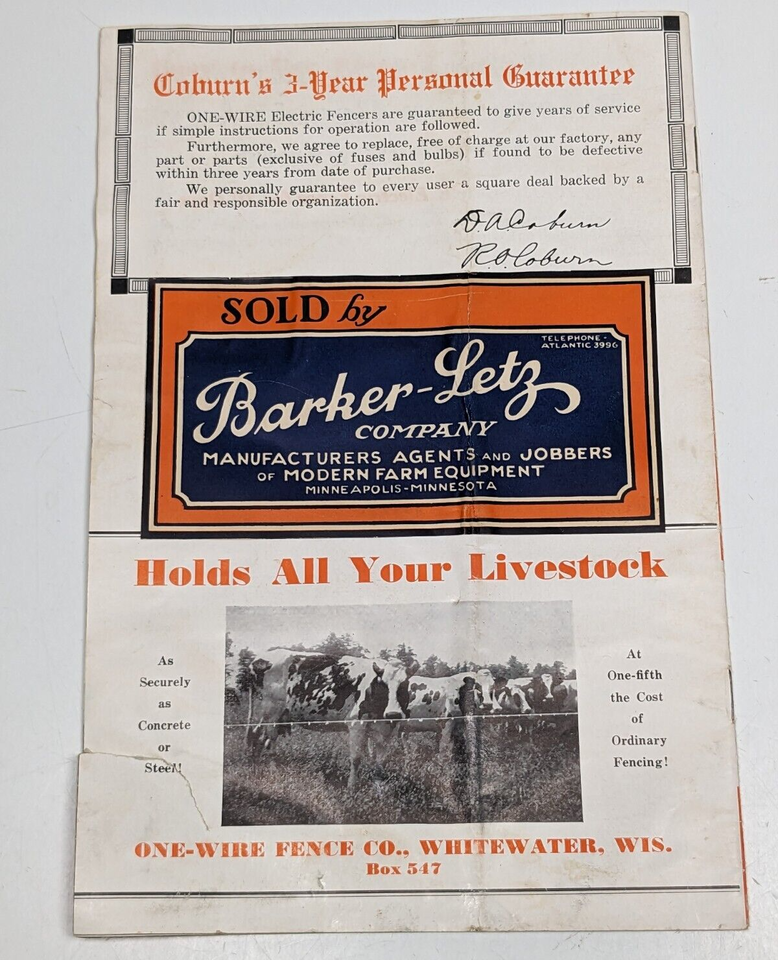 Coburn's 3-Year Personal Guarantee
ONE-WIRE Electric Fencers are guaranteed to give years of service
if simple instructions for operation are followed.
Furthermore, we agree to replace, free of charge at our factory, any
part or parts (exclusive of fuses and bulbs) if found to be defective
within three years from date of purchase.
We personally guarantee to every user a square deal backed by a
fair and responsible organization.
D.A. Coburn
R.O. Coburn
SOLD by
TELEPHONE -
ATLANTIC 3996
Barker-Letz
COMPANY
MANUFACTURERS AGENTS AND JOBBERS
OF MODERN FARM EQUIPMENT
MINNEAPOLIS-MINNESOTA
Holds All Your Livestock
As
Securely
as
Concrete
or
Steel!
At
One-fifth
the Cost
of
Ordinary
Fencing!
ONE-WIRE FENCE CO., WHITEWATER, WIS.
Box 547